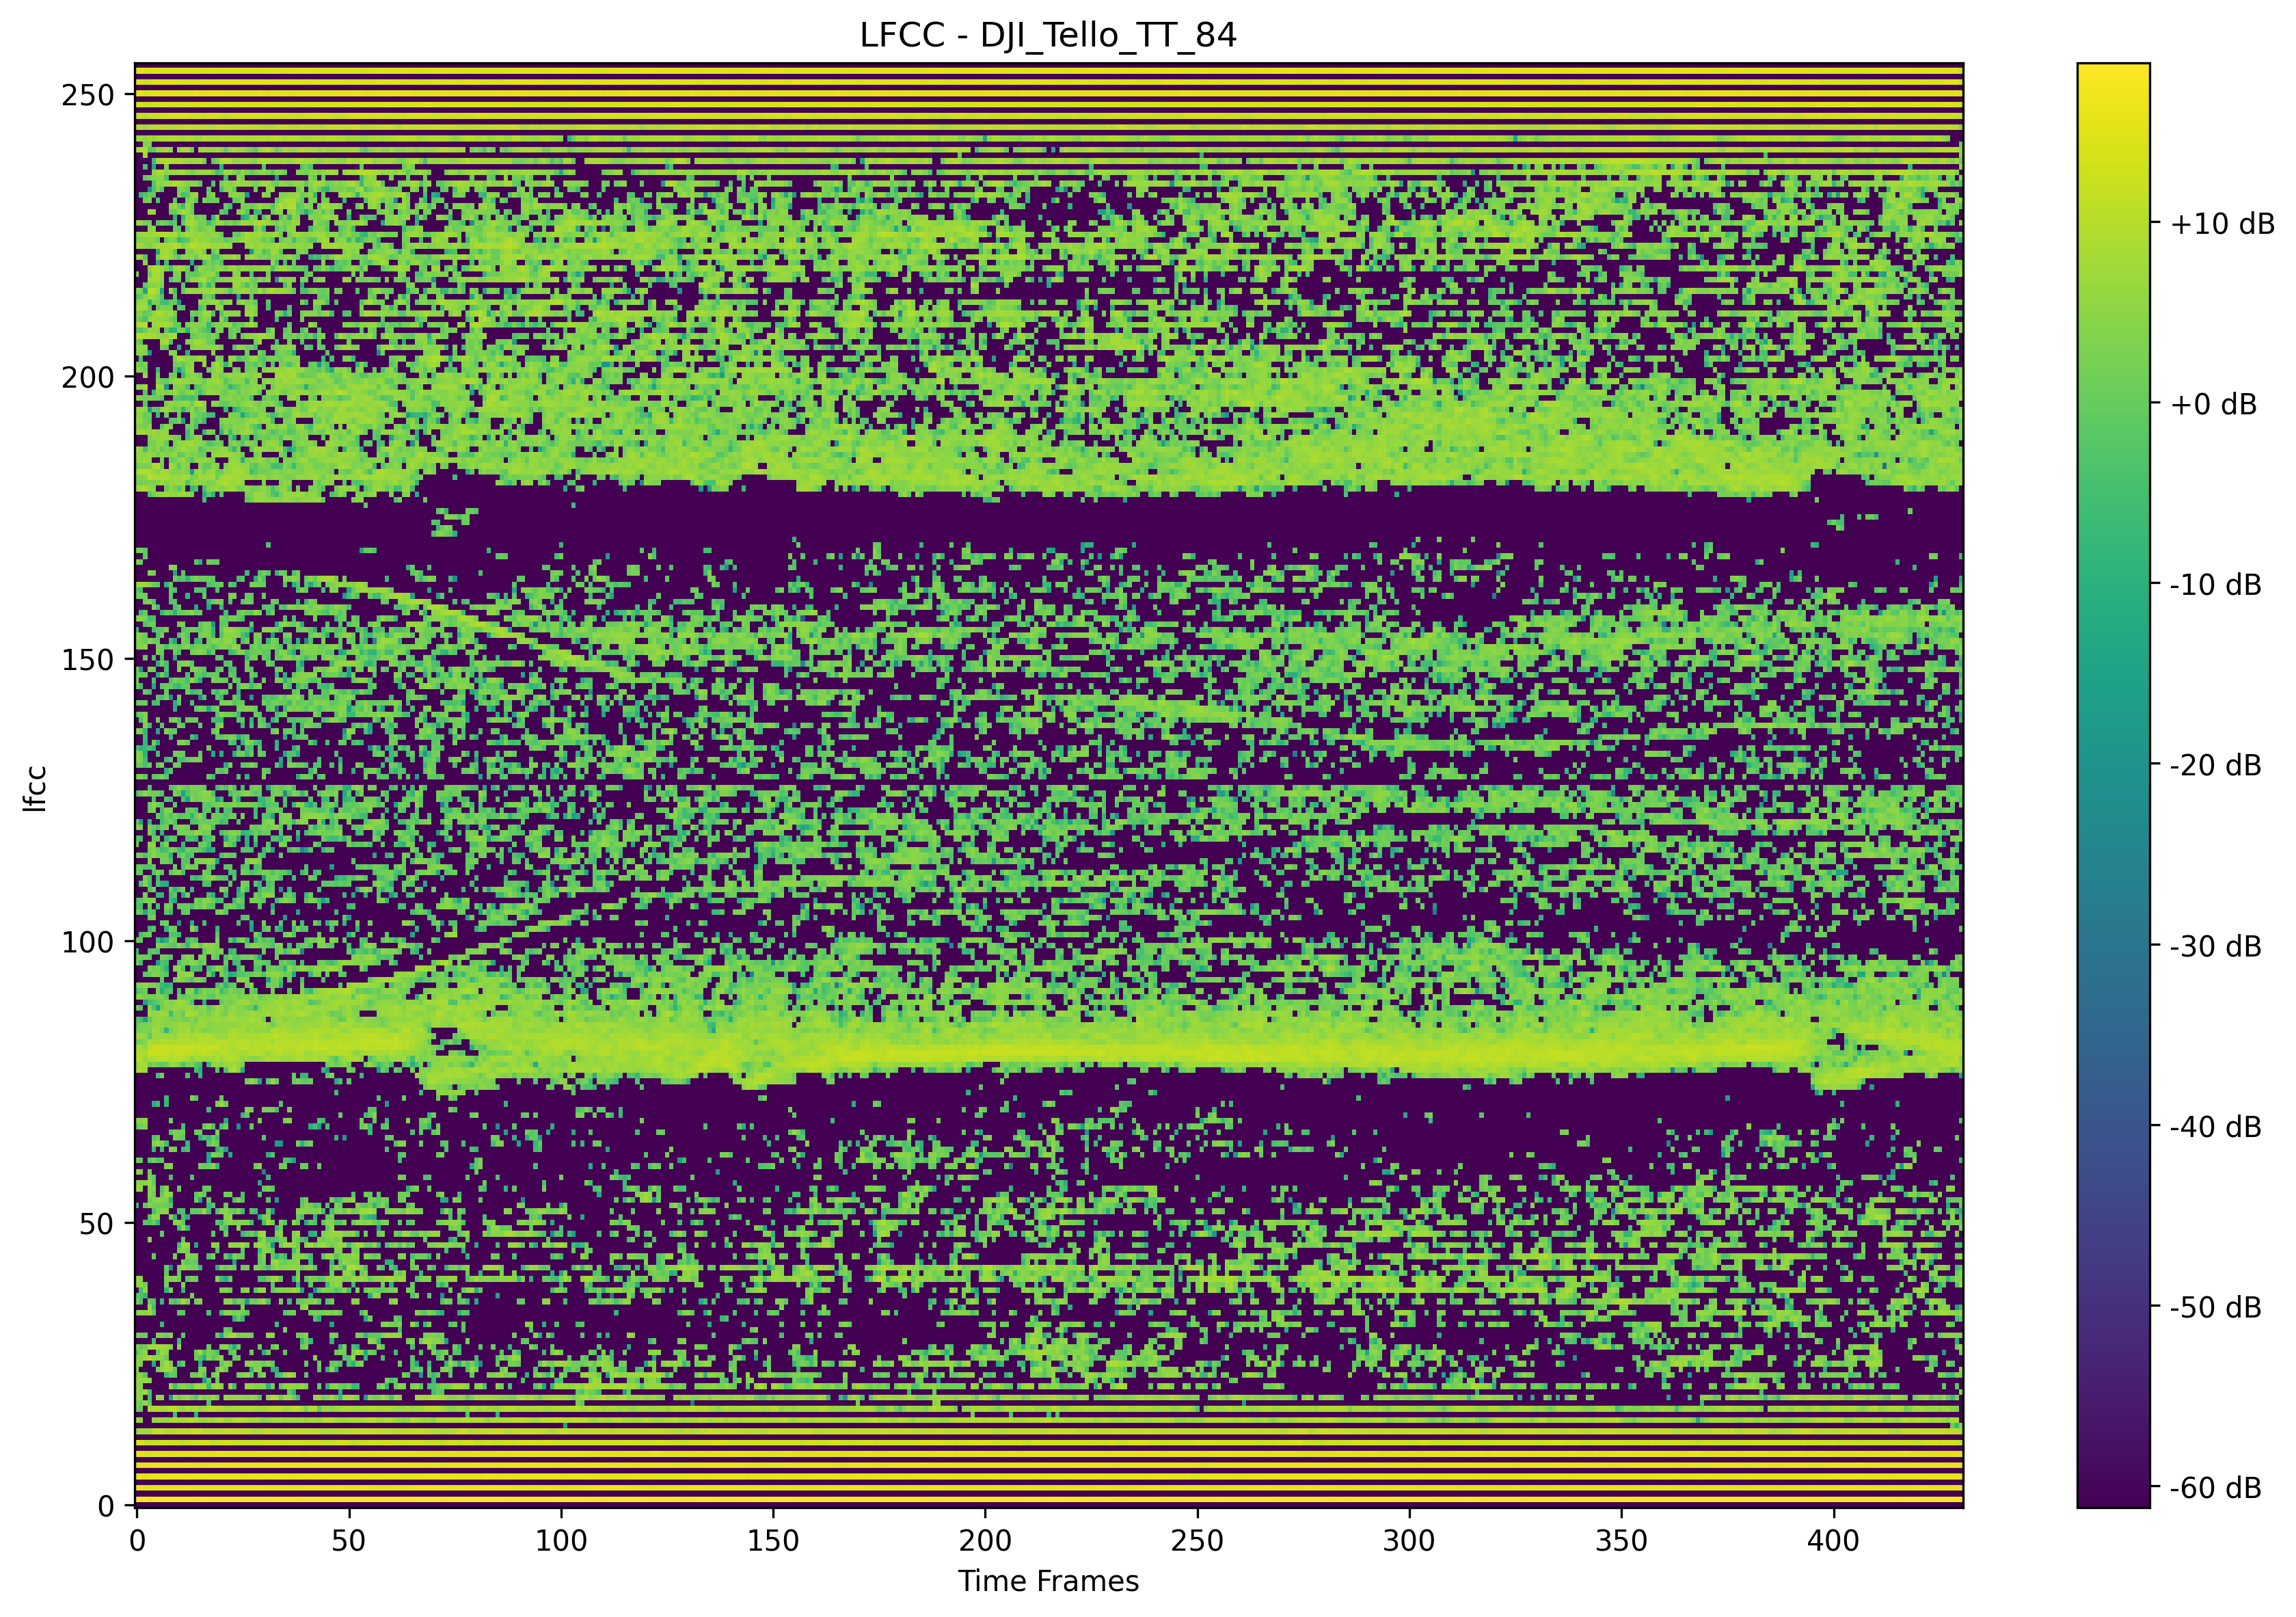 LFCC - DJI_Tello_TT_84
250
200
150
100
50
0
lfcc
0 50 100 150 200 250 300 350 400
Time Frames
+10 dB
+0 dB
-10 dB
-20 dB
-30 dB
-40 dB
-50 dB
-60 dB